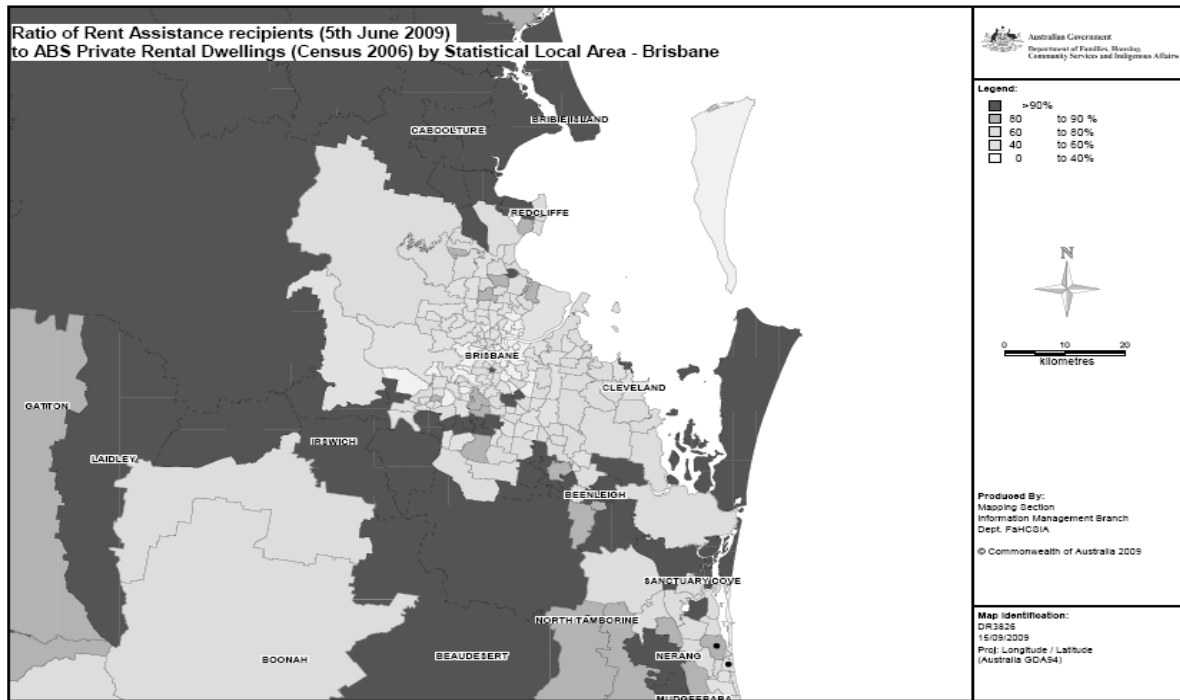 Ratio of Rent Assistance recipients (5th June 2009)
to ABS Private Rental Dwellings (Census 2006) by Statistical Local Area - Brisbane
Australian Government
Department of Families, Housing,
Community Services and Indigenous Affairs
Legend:
>90%
80 to 90 %
60 to 80%
40 to 60%
0 to 40%
N
0 10 20
kilometres
Produced By:
Mapping Section
Information Management Branch
Dept. FaHCSIA
© Commonwealth of Australia 2009
Map Identification:
DR3826
15/09/2009
Proj: Longitude / Latitude
(Australia GDA94)
CABOOLTURE
BRIBIE ISLAND
REDCLIFFE
BRISBANE
CLEVELAND
GATTON
IPSWICH
LAIDLEY
BEENLEIGH
SANCTUARY COVE
NORTH TAMBORINE
BOONAH
BEAUDESERT
NERANG
MUDGEERABA